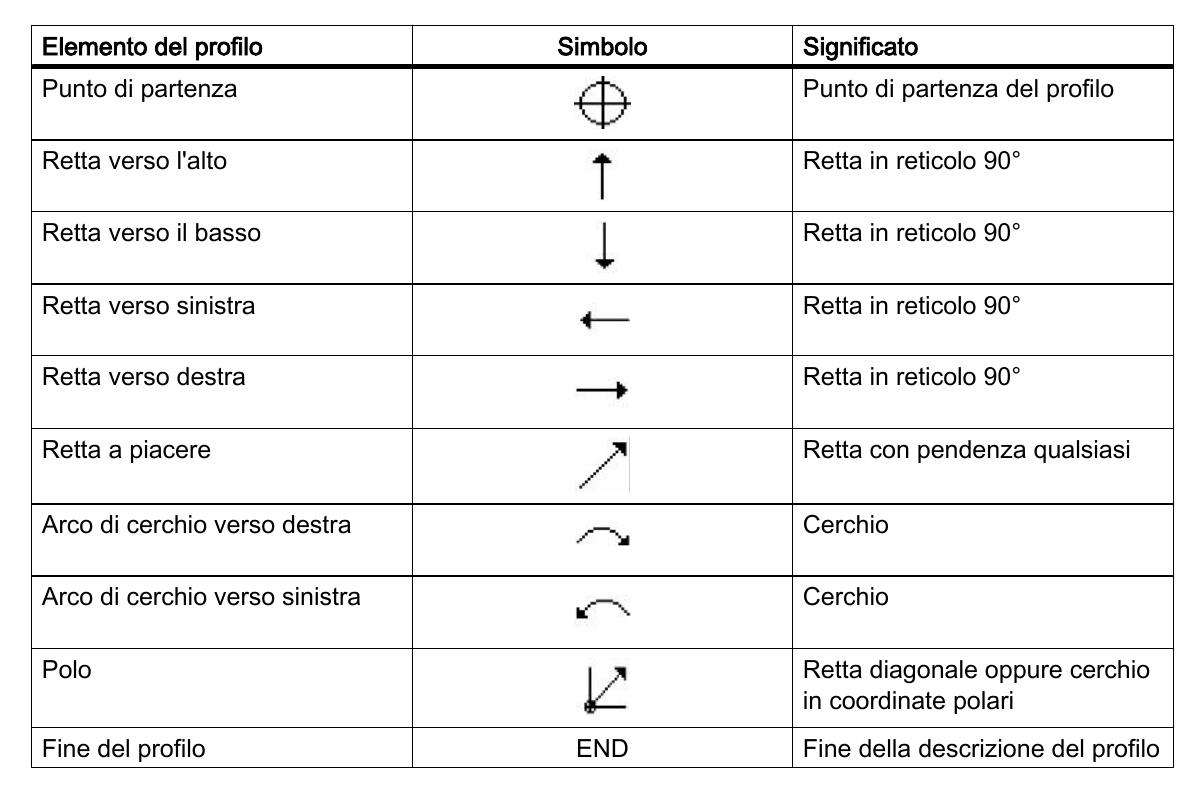 Elemento del profilo Simbolo Significato
Punto di partenza Punto di partenza del profilo
Retta verso l'alto Retta in reticolo 90°
Retta verso il basso Retta in reticolo 90°
Retta verso sinistra Retta in reticolo 90°
Retta verso destra Retta in reticolo 90°
Retta a piacere Retta con pendenza qualsiasi
Arco di cerchio verso destra Cerchio
Arco di cerchio verso sinistra Cerchio
Polo Retta diagonale oppure cerchio
in coordinate polari
Fine del profilo END Fine della descrizione del profilo